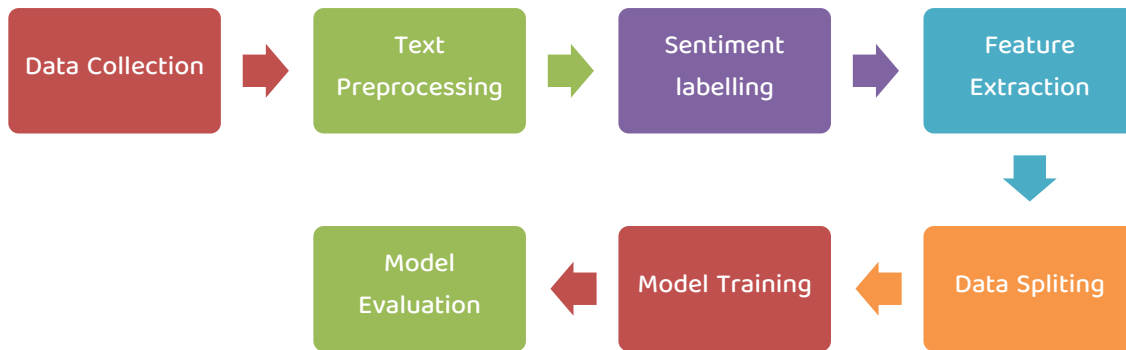 Data Collection
Text
Preprocessing
Sentiment
labelling
Feature
Extraction
Data Spliting
Model Training
Model
Evaluation